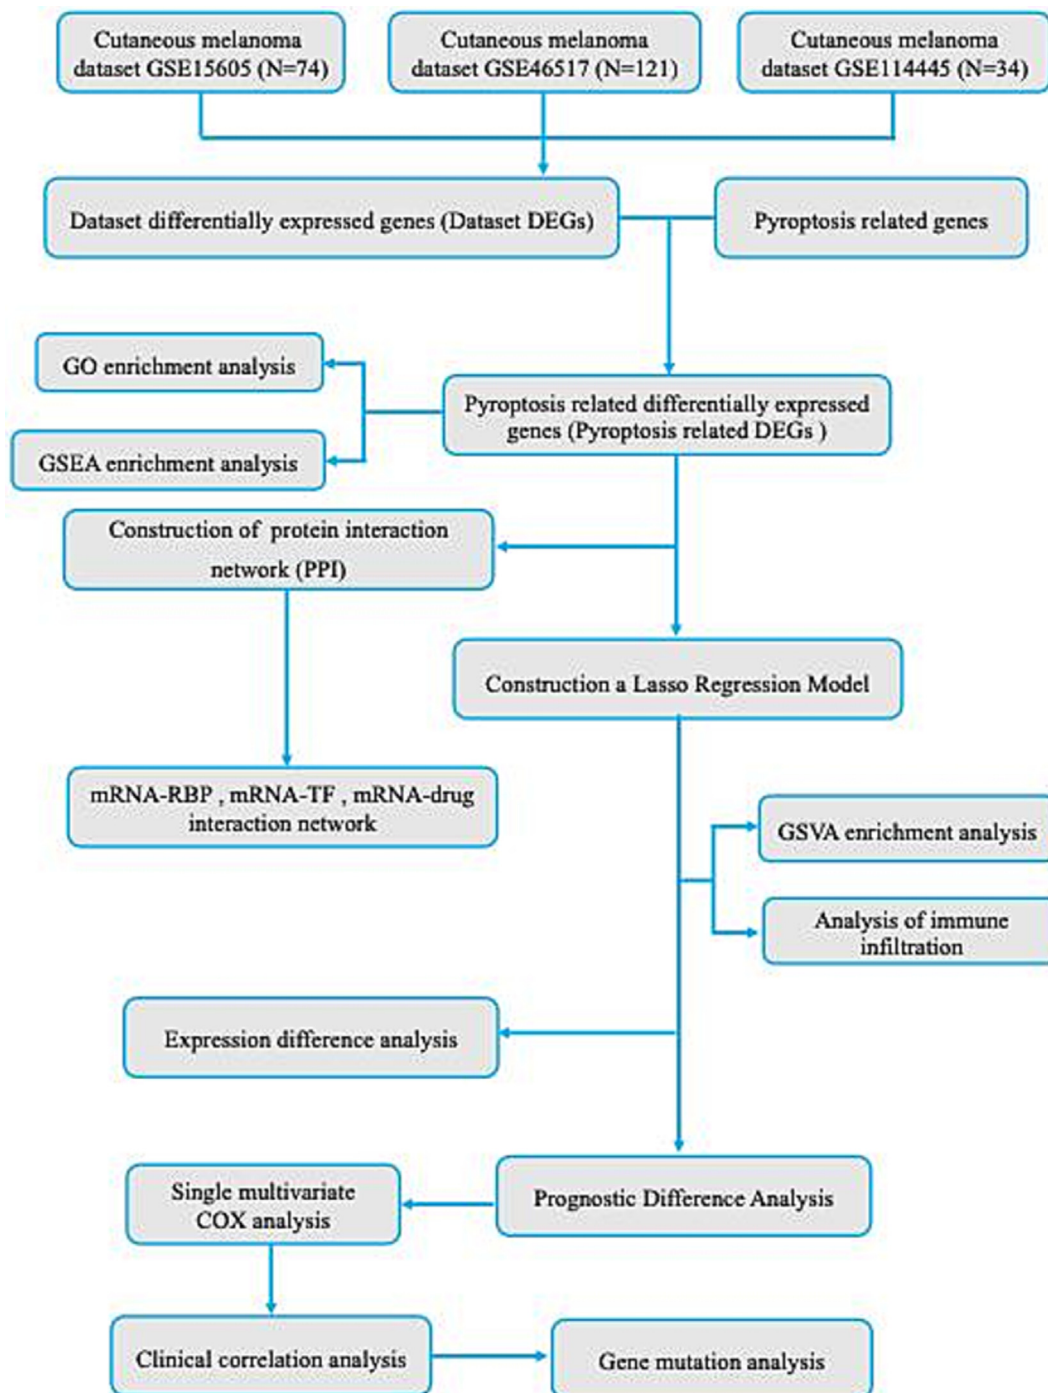 Cutaneous melanoma
dataset GSE15605 (N=74)
Cutaneous melanoma
dataset GSE46517 (N=121)
Cutaneous melanoma
dataset GSE114445 (N=34)
Dataset differentially expressed genes (Dataset DEGs)
Pyroptosis related genes
GO enrichment analysis
Pyroptosis related differentially expressed
genes (Pyroptosis related DEGs )
GSEA enrichment analysis
Construction of protein interaction
network (PPI)
Construction a Lasso Regression Model
mRNA-RBP , mRNA-TF , mRNA-drug
interaction network
GSVA enrichment analysis
Analysis of immune
infiltration
Expression difference analysis
Single multivariate
COX analysis
Prognostic Difference Analysis
Clinical correlation analysis
Gene mutation analysis